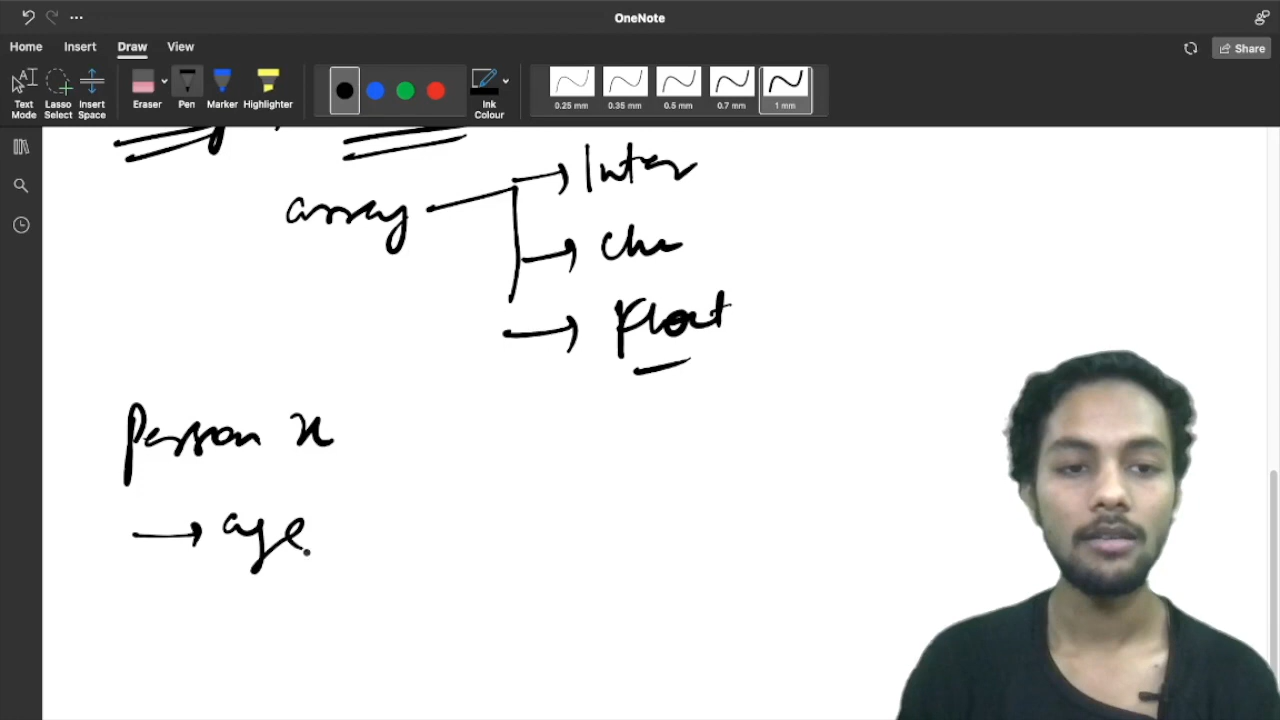 OneNote
Home Insert Draw View
Share
Text Mode
Lasso Select
Insert Space
Eraser
Pen
Marker
Highlighter
Ink Colour
0.25 mm
0.35 mm
0.5 mm
0.7 mm
1 mm
array
Inter
Cha
Float
Person x
age